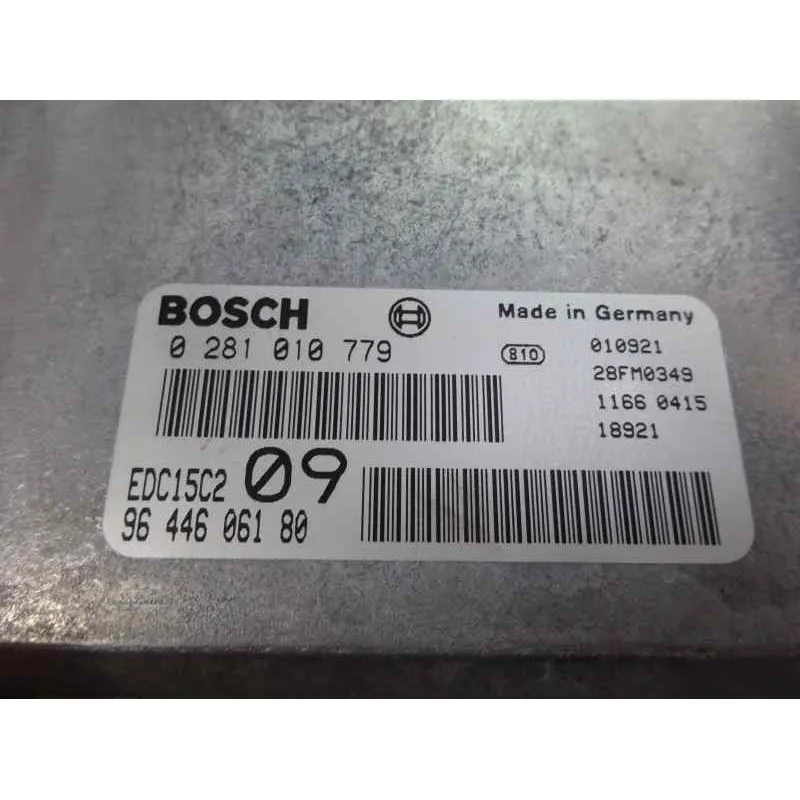 BOSCH Made in Germany
0 281 010 779 810 010921
28FM0349
1166 0415
18921
EDC15C2 09
96 446 061 80